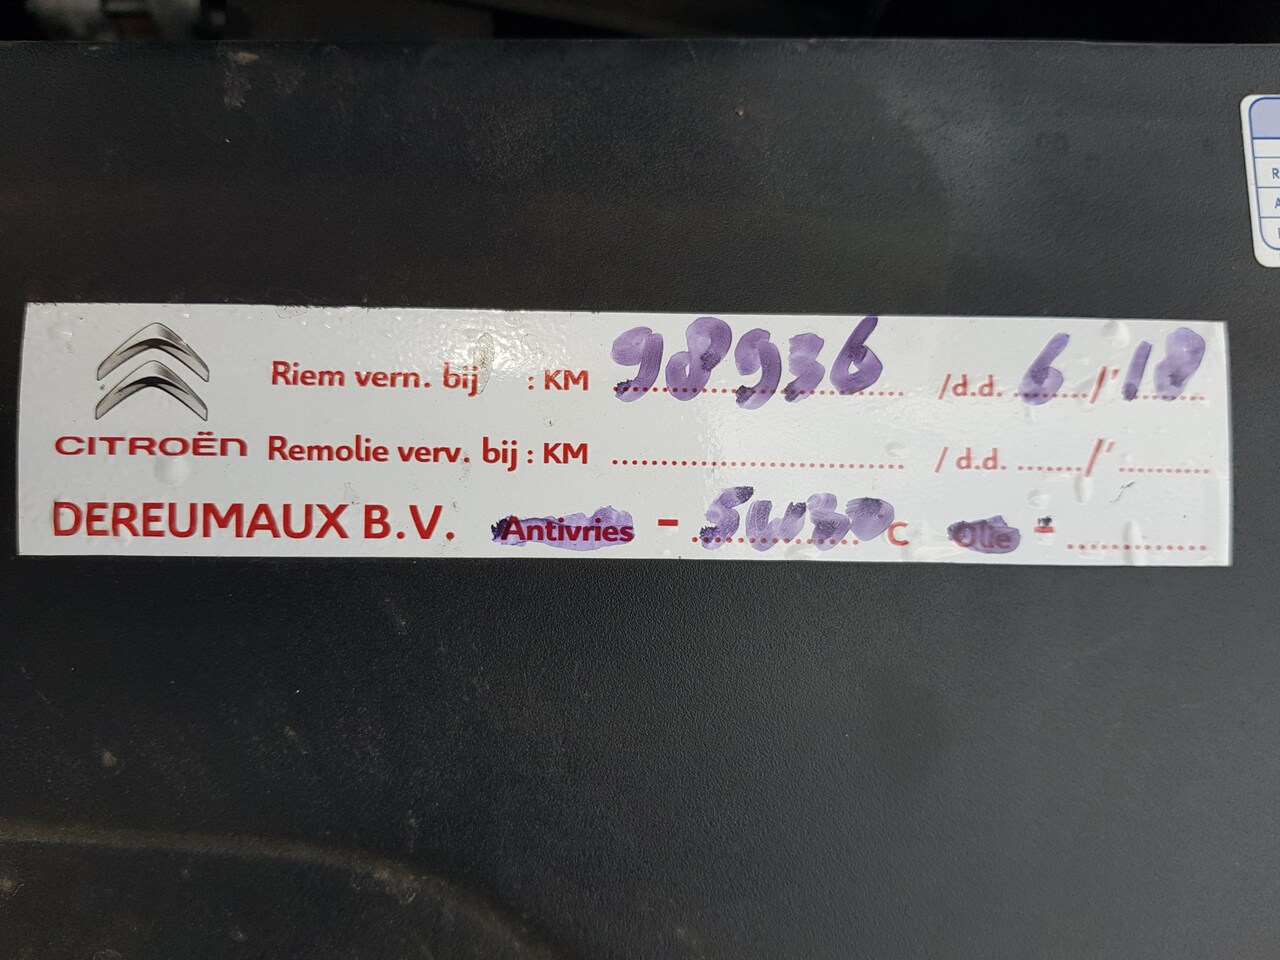 Riem vern. bij : KM 98936 /d.d. 6/'18
CITROËN Remolie verv. bij : KM ........................ / d.d. ......./'.........
DEREUMAUX B.V. Antivries - 5W30 C Olie = ..............
R
A